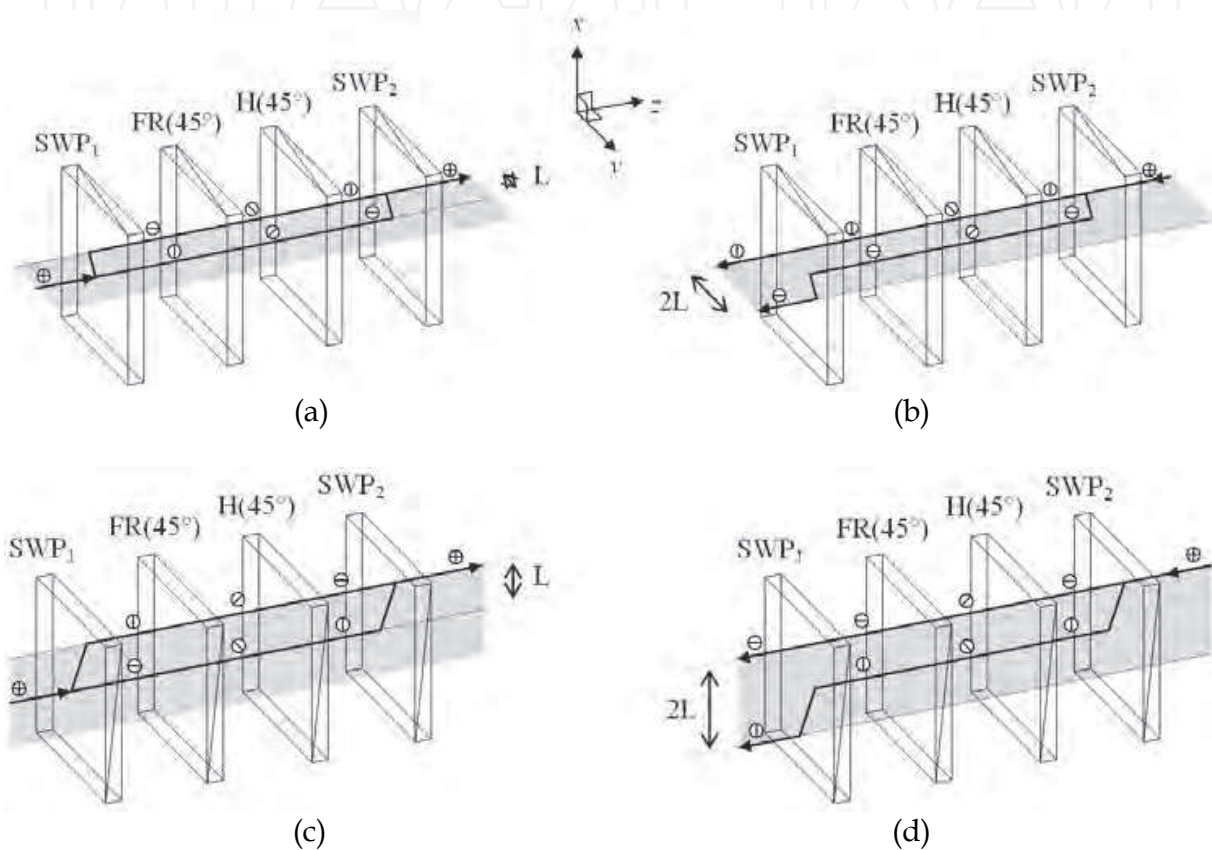 x
z
y
SWP₁
FR(45°)
H(45°)
SWP₂
L
(a)
SWP₁
FR(45°)
H(45°)
SWP₂
2L
(b)
SWP₁
FR(45°)
H(45°)
SWP₂
L
(c)
SWP₁
FR(45°)
H(45°)
SWP₂
2L
(d)